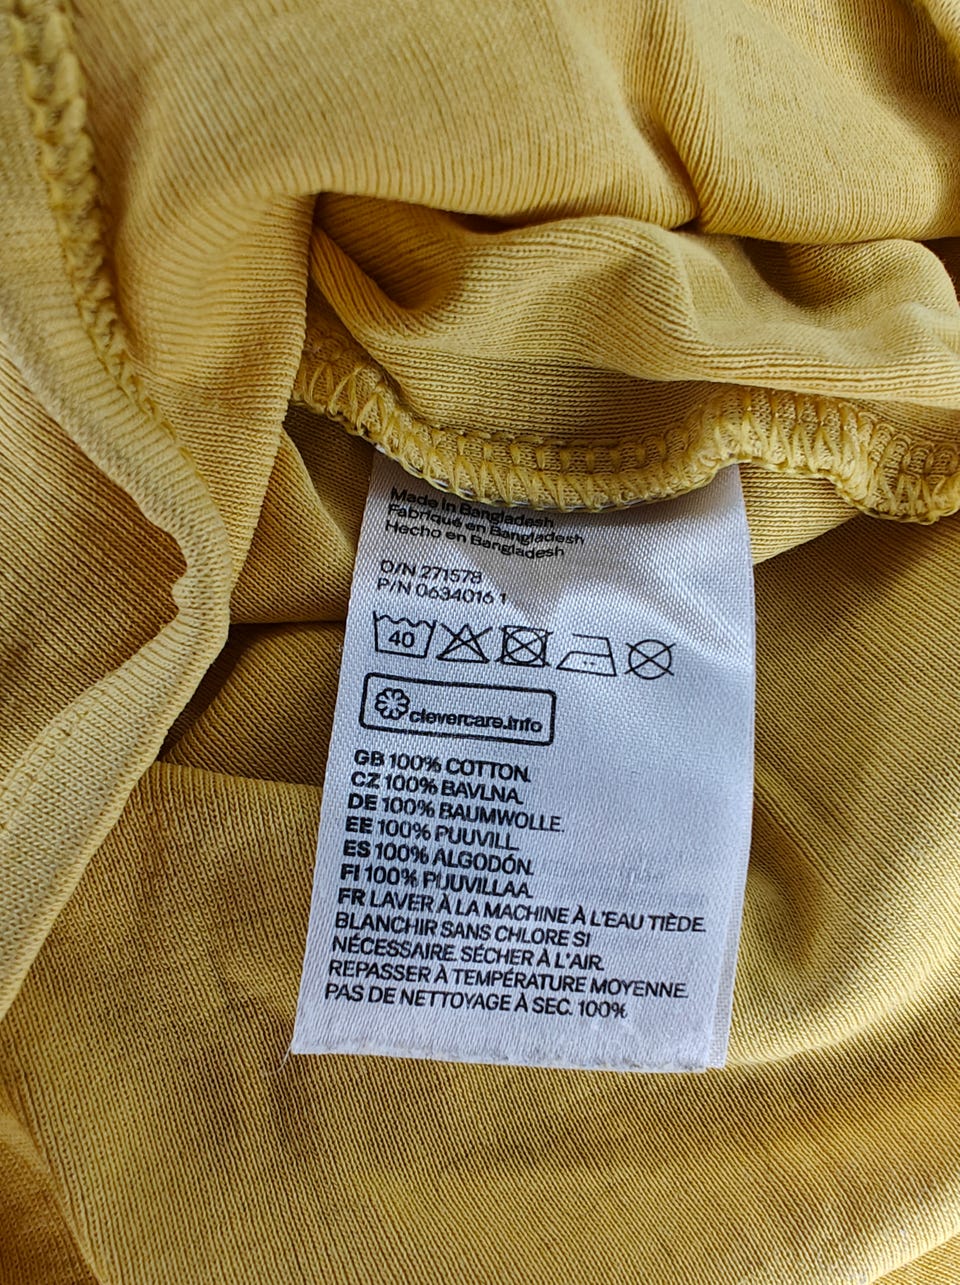 Made in Bangladesh
Fabriqué en Bangladesh
Hecho en Bangladesh
O/N 271578
P/N 0634016 1
40
clevercare.info
GB 100% COTTON.
CZ 100% BAVLNA.
DE 100% BAUMWOLLE.
EE 100% PUUVILL.
ES 100% ALGODÓN.
FI 100% PUUVILLAA.
FR LAVER À LA MACHINE À L'EAU TIÈDE.
BLANCHIR SANS CHLORE SI
NÉCESSAIRE. SÉCHER À L'AIR.
REPASSER À TEMPÉRATURE MOYENNE.
PAS DE NETTOYAGE À SEC. 100%